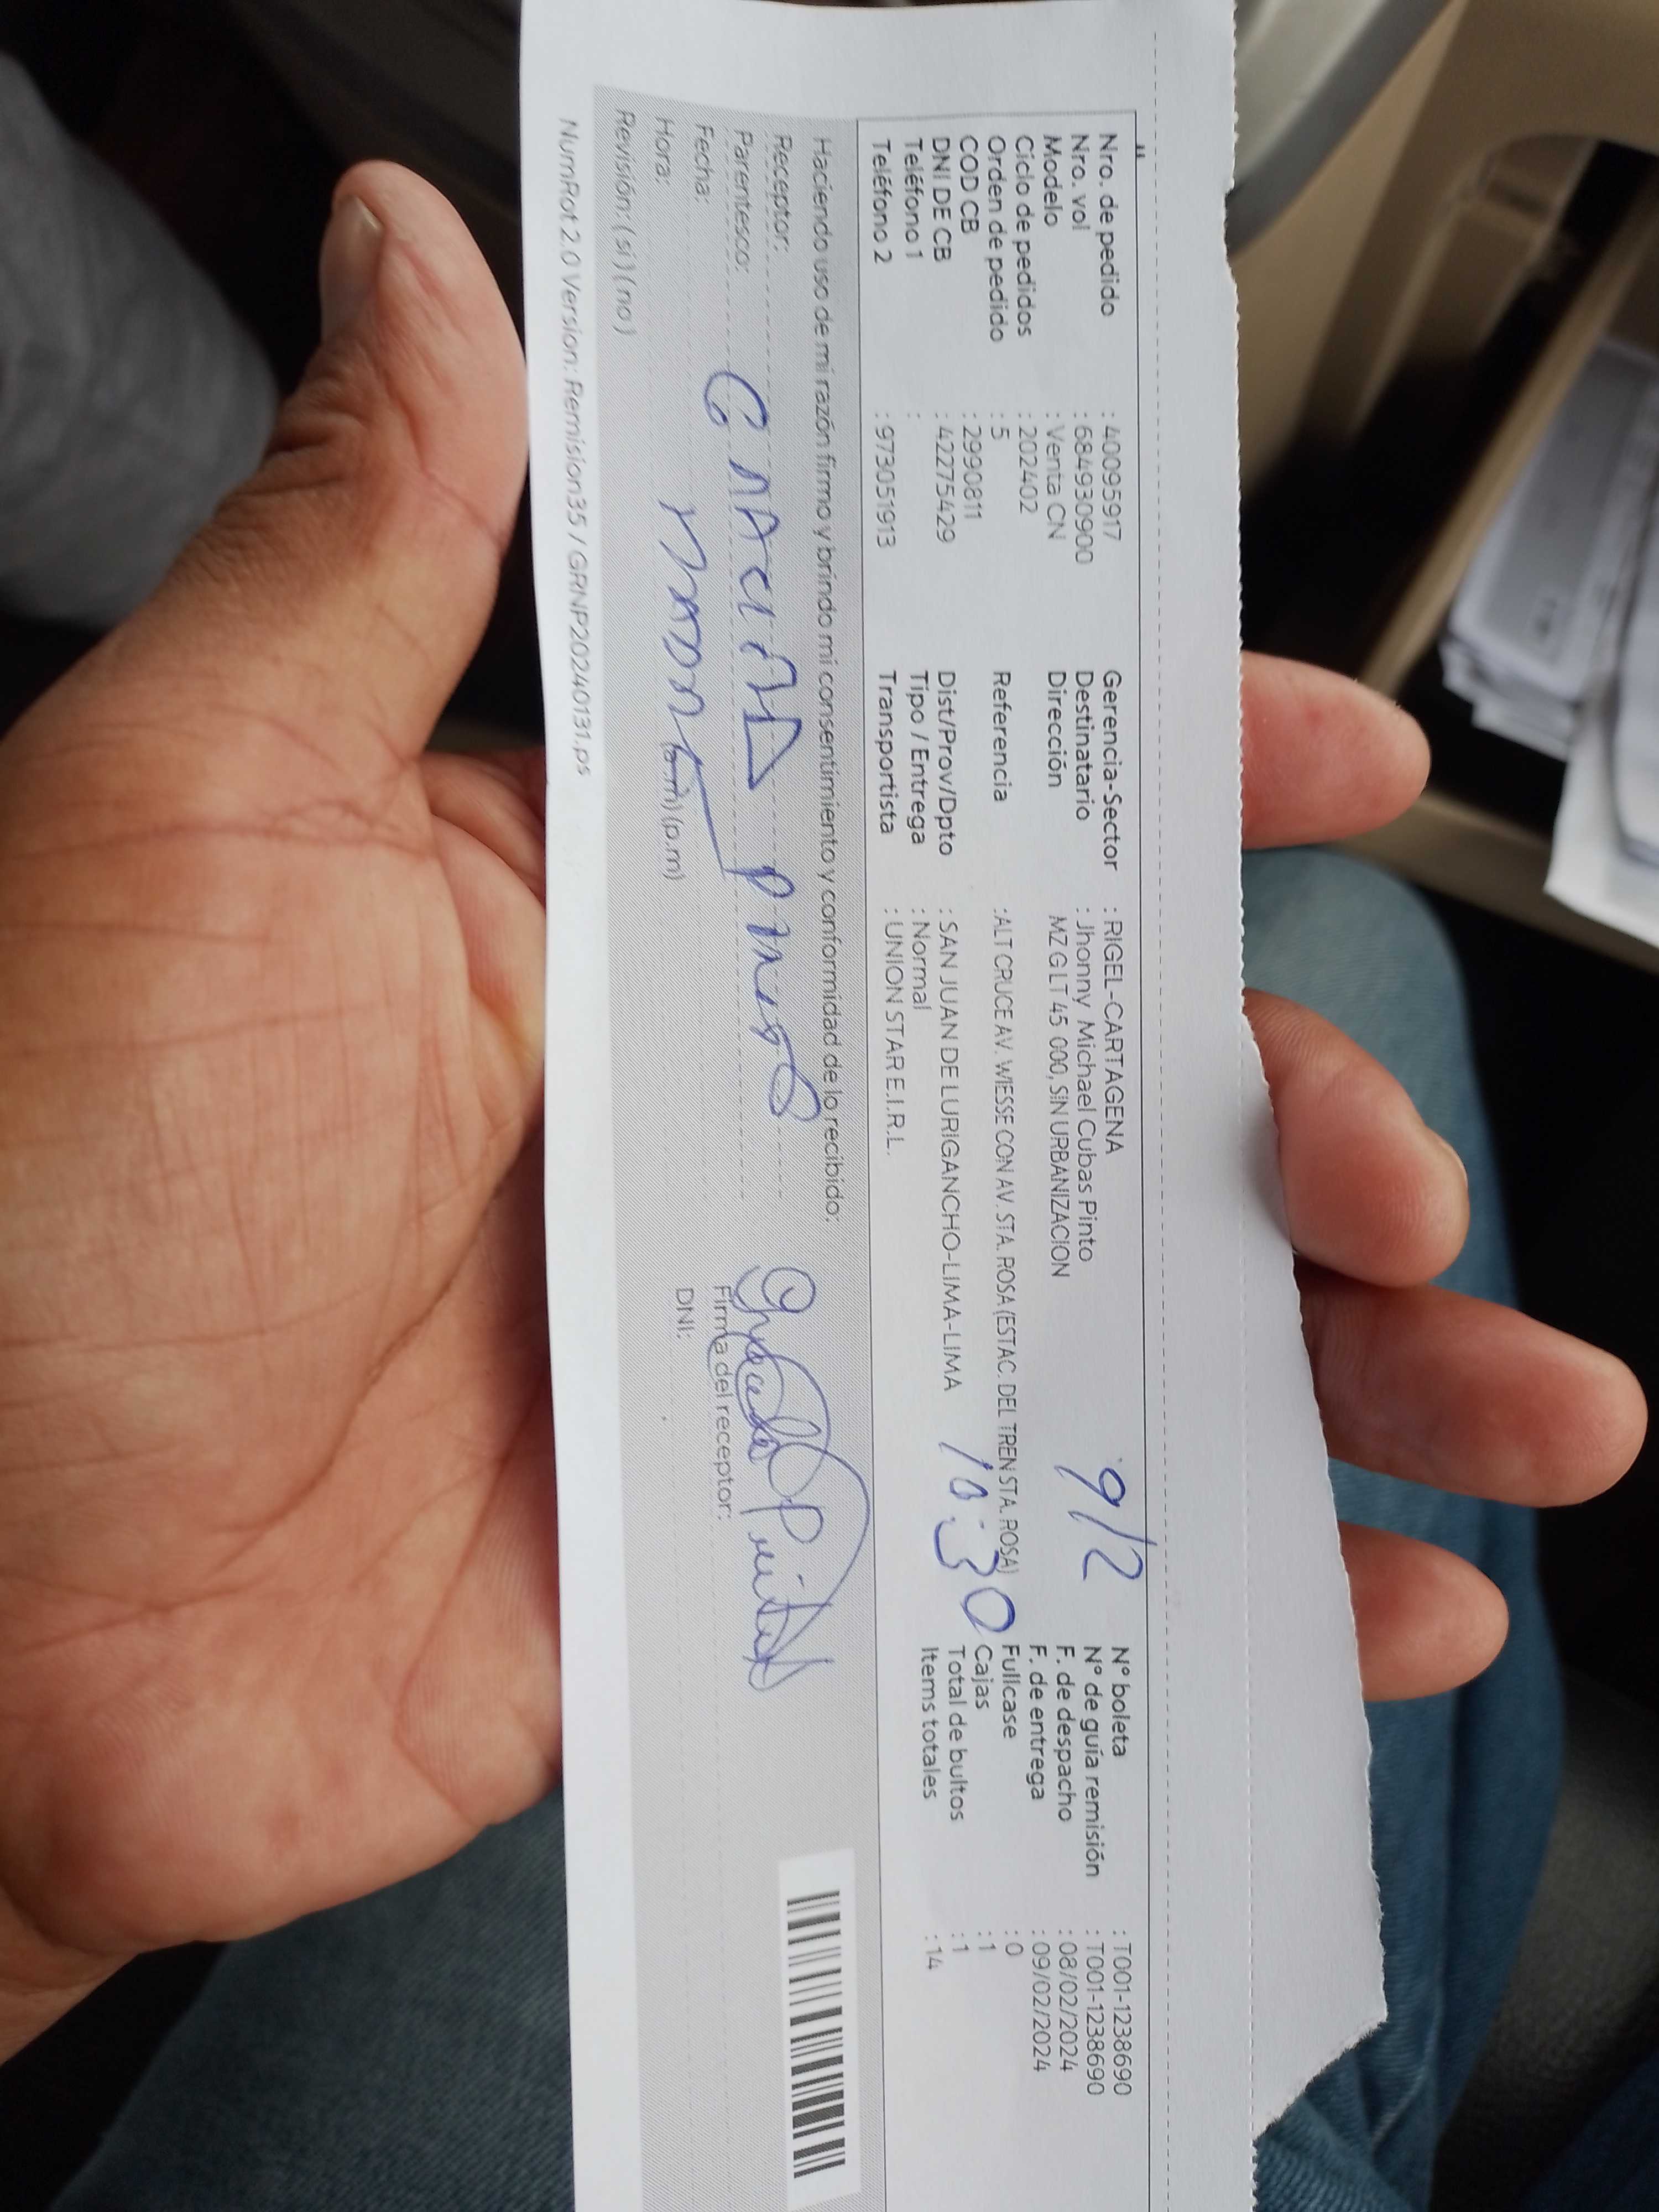 Nro. de pedido : 40095917
Nro. vol : 684930900
Modelo : Venta CN
Ciclo de pedidos : 202402
Orden de pedido : 5
COD CB : 2990811
DNI DE CB : 42275429
Teléfono 1 :
Teléfono 2 : 973051913
Gerencia-Sector : RIGEL-CARTAGENA
Destinatario : Jhonny Michael Cubas Pinto
Dirección MZ G LT 45 000, SIN URBANIZACION
Referencia : ALT CRUCE AV. WIESSE CON AV. STA. ROSA (ESTAC. DEL TREN STA. ROSA)
Dist/Prov/Dpto : SAN JUAN DE LURIGANCHO-LIMA-LIMA
Tipo / Entrega : Normal
Transportista : UNION STAR E.I.R.L.
9/2
10:30
N° boleta : T001-1238690
N° de guía remisión : T001-1238690
F. de despacho : 08/02/2024
F. de entrega : 09/02/2024
Fullcase : 0
Cajas : 1
Total de bultos : 1
Items totales : 14
Haciendo uso de mi razón firmo y brindo mi consentimiento y conformidad de lo recibido:
Receptor:
Parentesco:
Fecha:
Hora: (a.m) (p.m)
Revisión: ( si ) ( no )
Firma del receptor:
DNI:
NumRot 2.0 Version: Remision35 / GRNP20240131.ps